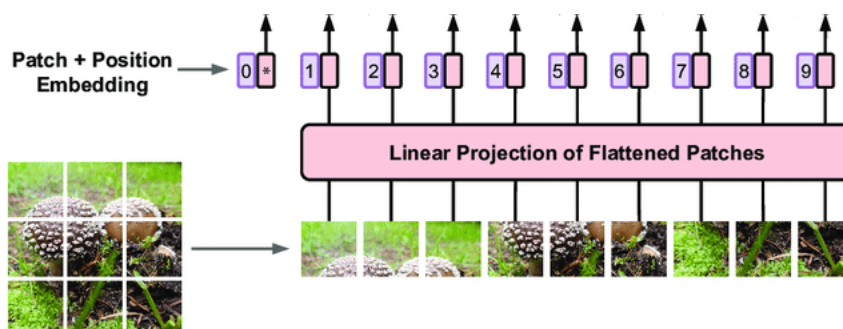 Patch + Position
Embedding
0 * 1 2 3 4 5 6 7 8 9
Linear Projection of Flattened Patches